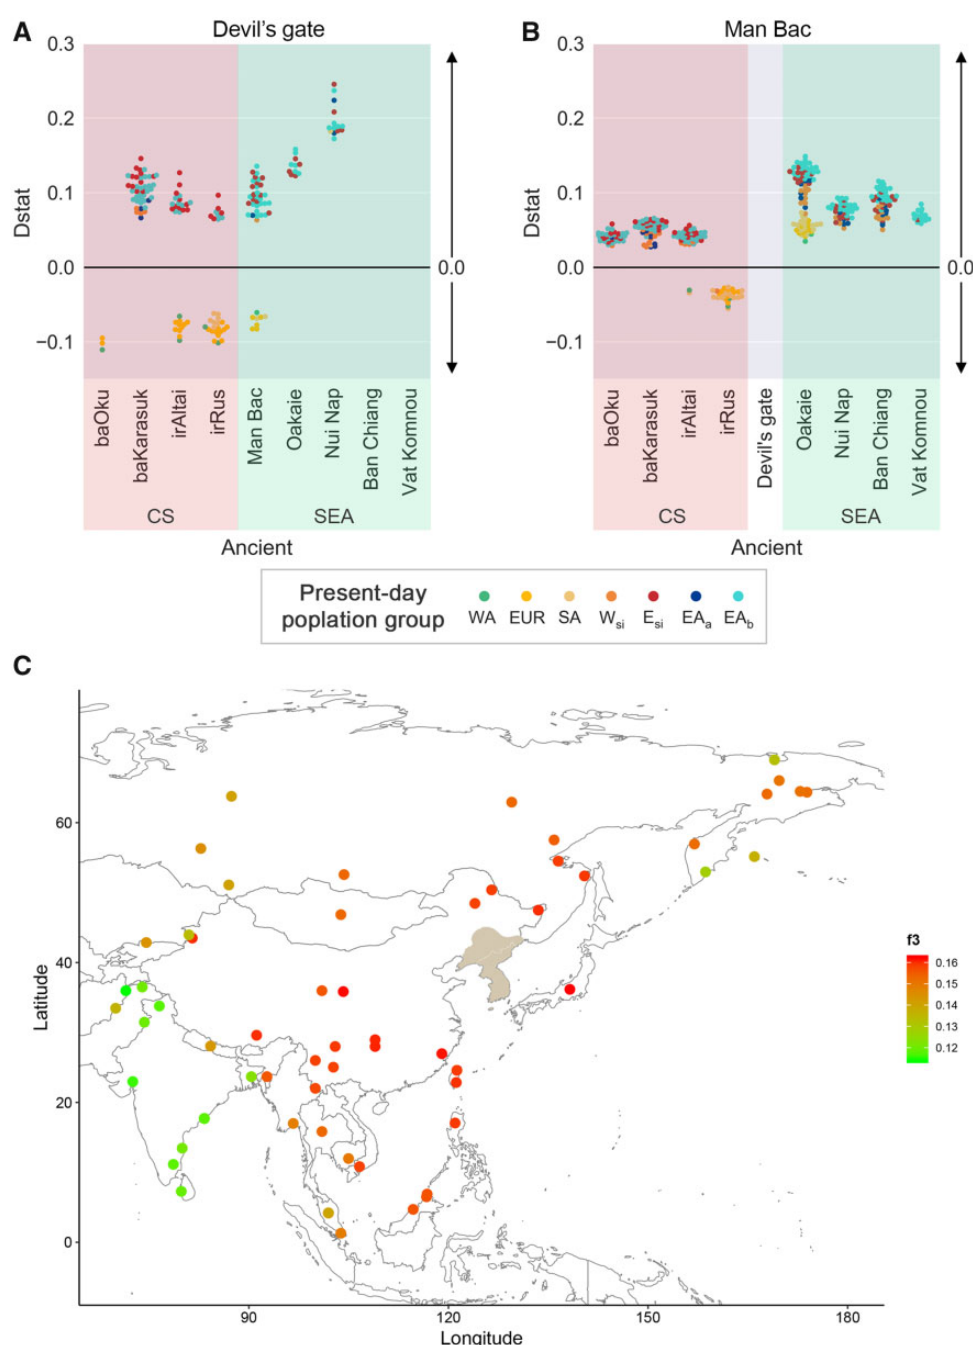 A
Devil's gate
0.3
0.2
0.1
0.0
−0.1
Dstat
0.0
baOku
baKarasuk
irAltai
irRus
Man Bac
Oakaie
Nui Nap
Ban Chiang
Vat Komnou
CS
SEA
Ancient
B
Man Bac
0.3
0.2
0.1
0.0
−0.1
Dstat
0.0
baOku
baKarasuk
irAltai
irRus
Devil's gate
Oakaie
Nui Nap
Ban Chiang
Vat Komnou
CS
SEA
Ancient
Present-day
poplation group
WA EUR SA Wsi Esi EAa EAb
C
60
40
20
0
Latitude
90 120 150 180
Longitude
f3
0.16
0.15
0.14
0.13
0.12